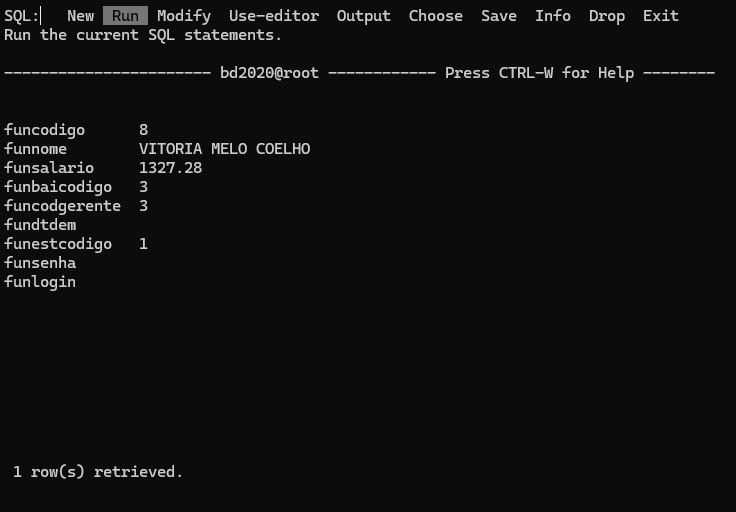 SQL:   New  Run  Modify  Use-editor  Output  Choose  Save  Info  Drop  Exit
Run the current SQL statements.
----------------------- bd2020@root ------------ Press CTRL-W for Help --------
funcodigo      8
funnome        VITORIA MELO COELHO
funsalario     1327.28
funbaicodigo   3
funcodgerente  3
fundtdem
funestcodigo   1
funsenha
funlogin
 1 row(s) retrieved.